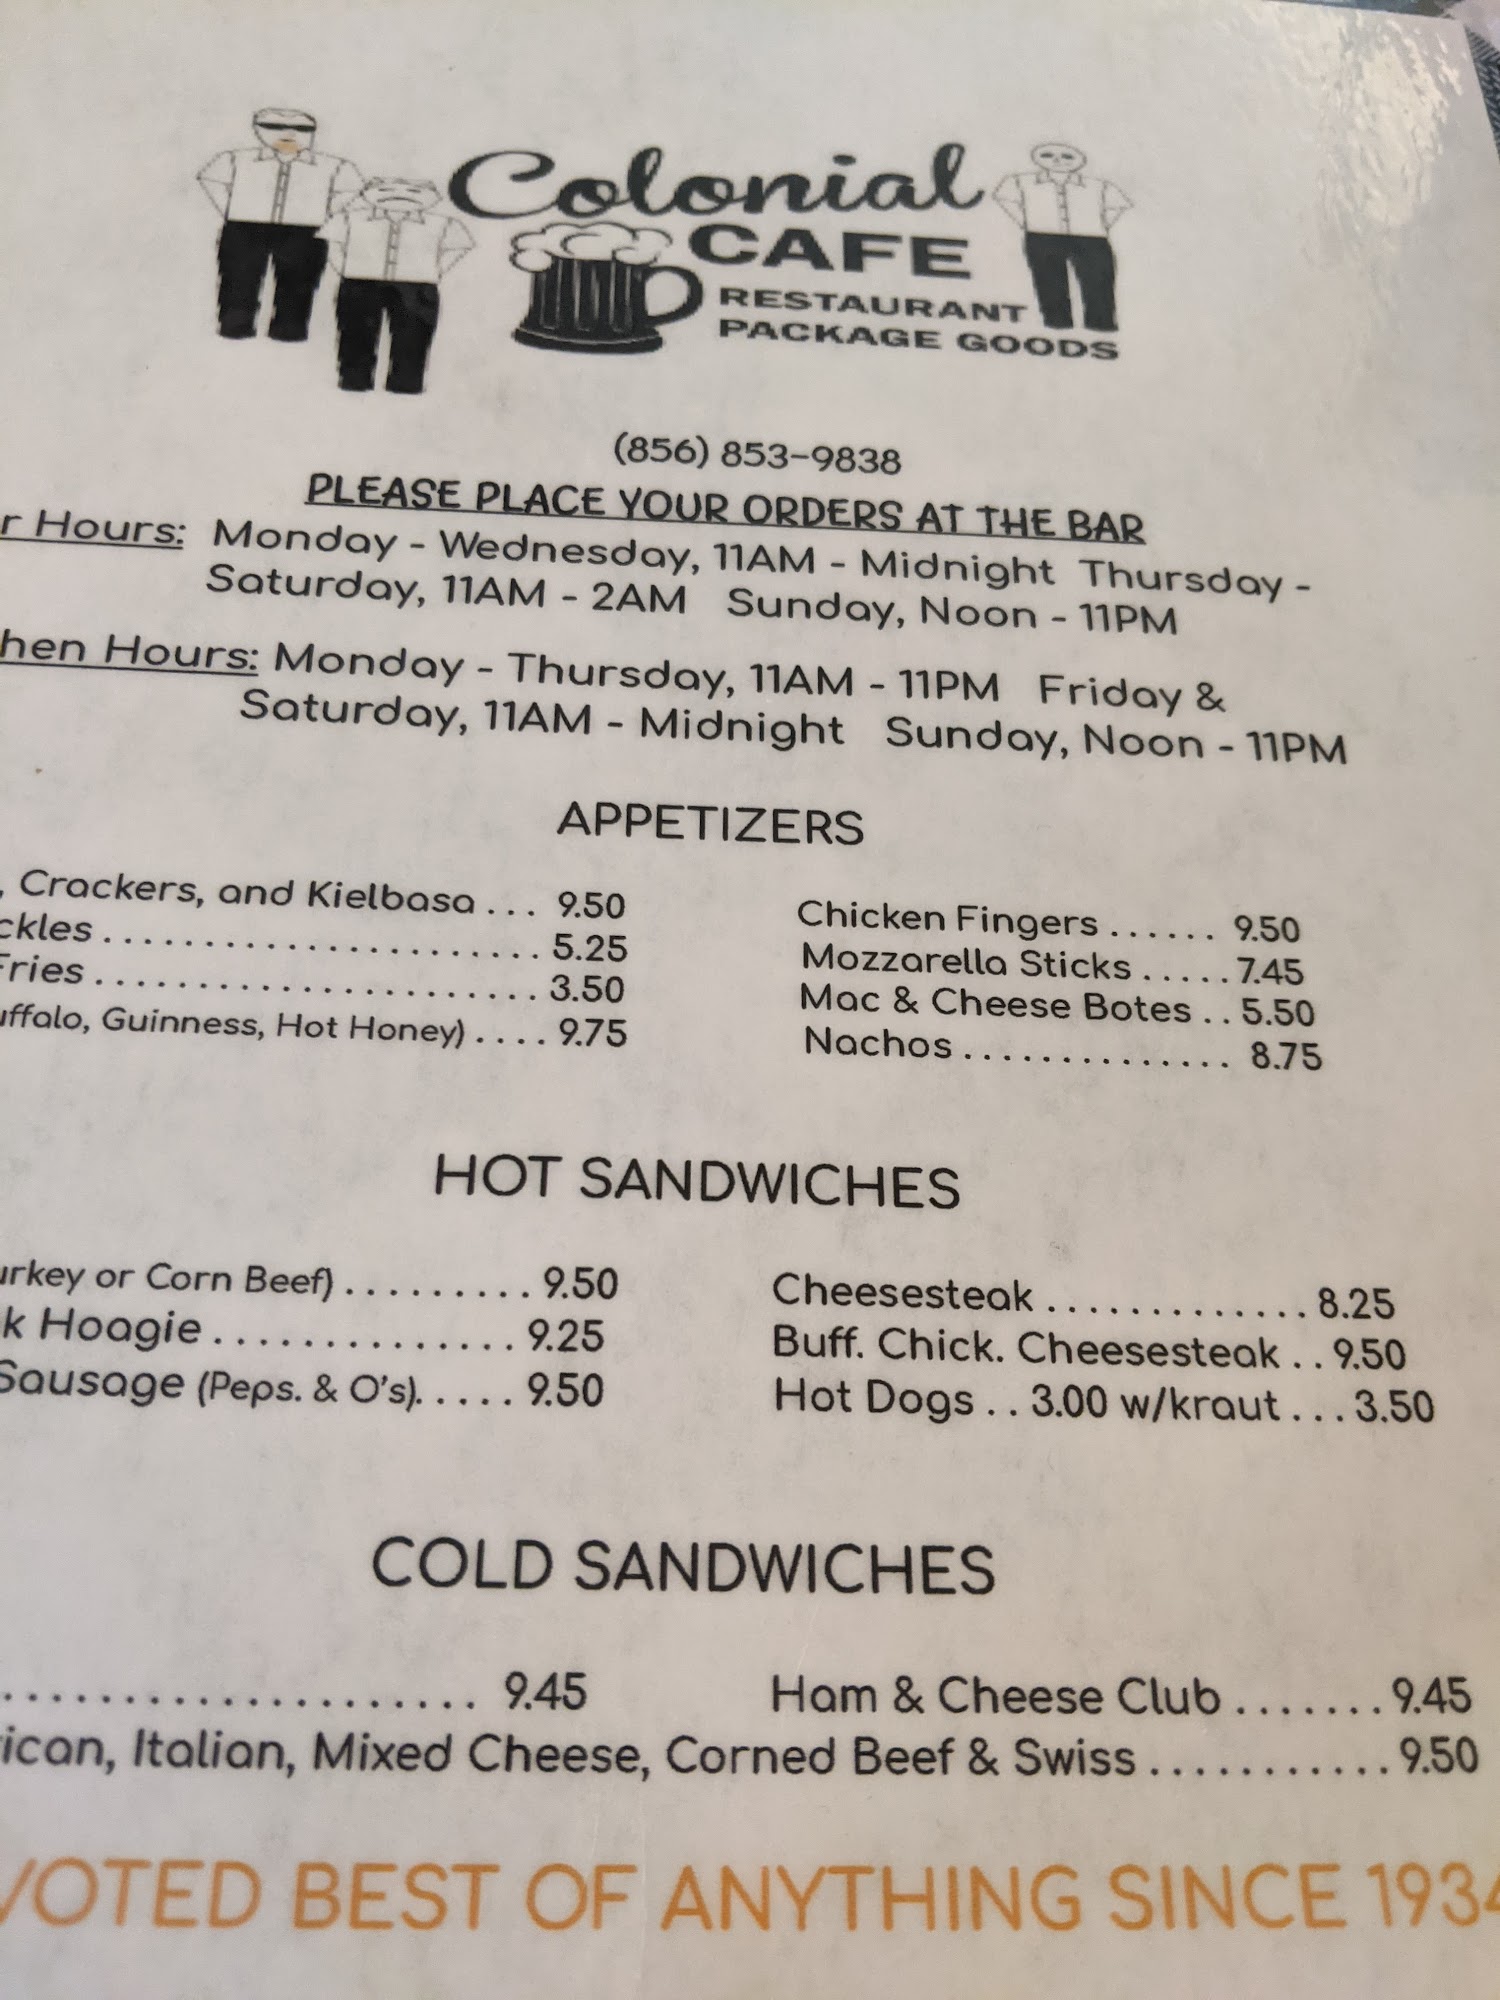 Colonial
CAFE
RESTAURANT
PACKAGE GOODS
(856) 853-9838
PLEASE PLACE YOUR ORDERS AT THE BAR
r Hours: Monday - Wednesday, 11AM - Midnight Thursday -
Saturday, 11AM - 2AM Sunday, Noon - 11PM
hen Hours: Monday - Thursday, 11AM - 11PM Friday &
Saturday, 11AM - Midnight Sunday, Noon - 11PM
APPETIZERS
, Crackers, and Kielbasa ... 9.50
ckles ...................... 5.25
Fries ....................... 3.50
uffalo, Guinness, Hot Honey) .... 9.75
Chicken Fingers ...... 9.50
Mozzarella Sticks ..... 7.45
Mac & Cheese Botes .. 5.50
Nachos .............. 8.75
HOT SANDWICHES
urkey or Corn Beef) ......... 9.50
k Hoagie ............... 9.25
Sausage (Peps. & O's)...... 9.50
Cheesesteak ............. 8.25
Buff. Chick. Cheesesteak .. 9.50
Hot Dogs .. 3.00 w/kraut ... 3.50
COLD SANDWICHES
.................... 9.45
Ham & Cheese Club ....... 9.45
ican, Italian, Mixed Cheese, Corned Beef & Swiss ........... 9.50
VOTED BEST OF ANYTHING SINCE 1934